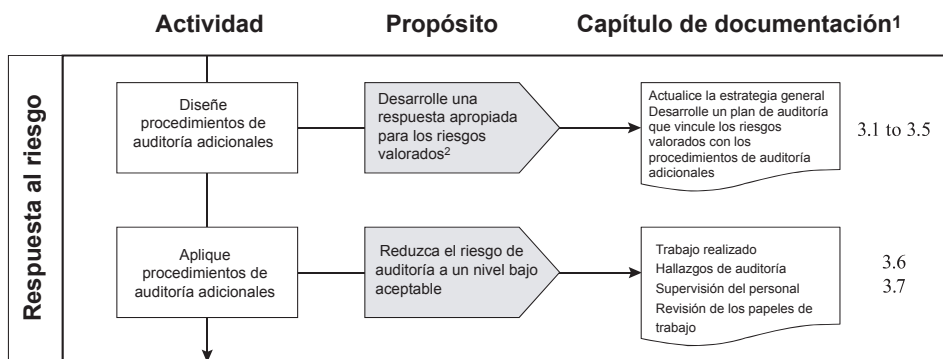 Actividad
Propósito
Capítulo de documentación¹
Respuesta al riesgo
Diseñe
procedimientos de
auditoría adicionales
Desarrolle una
respuesta apropiada
para los riesgos
valorados²
Actualice la estrategia general
Desarrolle un plan de auditoría
que vincule los riesgos
valorados con los
procedimientos de auditoría
adicionales
3.1 to 3.5
Aplique
procedimientos de
auditoría adicionales
Reduzca el riesgo de
auditoría a un nivel bajo
aceptable
Trabajo realizado
Hallazgos de auditoría
Supervisión del personal
Revisión de los papeles de
trabajo
3.6
3.7